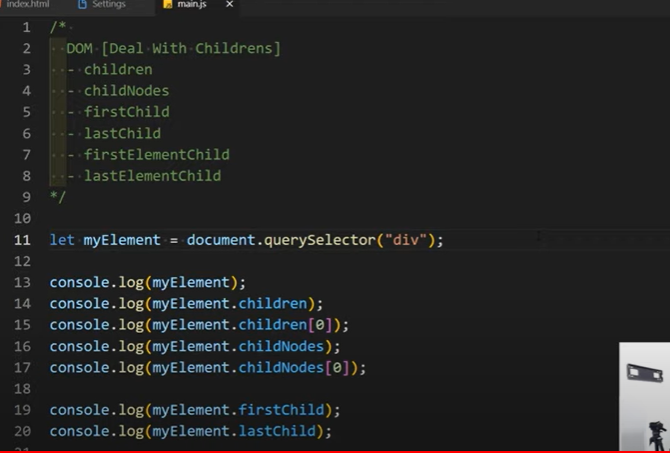 index.html Settings main.js ×
1 /*
2 DOM [Deal With Childrens]
3 - children
4 - childNodes
5 - firstChild
6 - lastChild
7 - firstElementChild
8 - lastElementChild
9 */
10
11 let myElement = document.querySelector("div");
12
13 console.log(myElement);
14 console.log(myElement.children);
15 console.log(myElement.children[0]);
16 console.log(myElement.childNodes);
17 console.log(myElement.childNodes[0]);
18
19 console.log(myElement.firstChild);
20 console.log(myElement.lastChild);